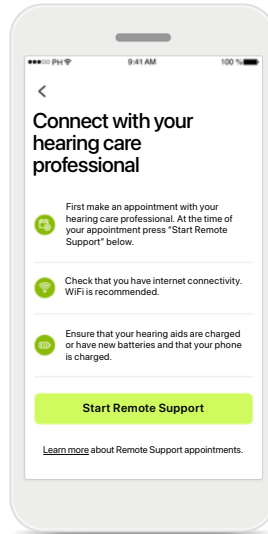 PH 9:41 AM 100 %
Connect with your
hearing care
professional
First make an appointment with your
hearing care professional. At the time of
your appointment press “Start Remote
Support” below.
Check that you have internet connectivity.
WiFi is recommended.
Ensure that your hearing aids are charged
or have new batteries and that your phone
is charged.
Start Remote Support
Learn more about Remote Support appointments.